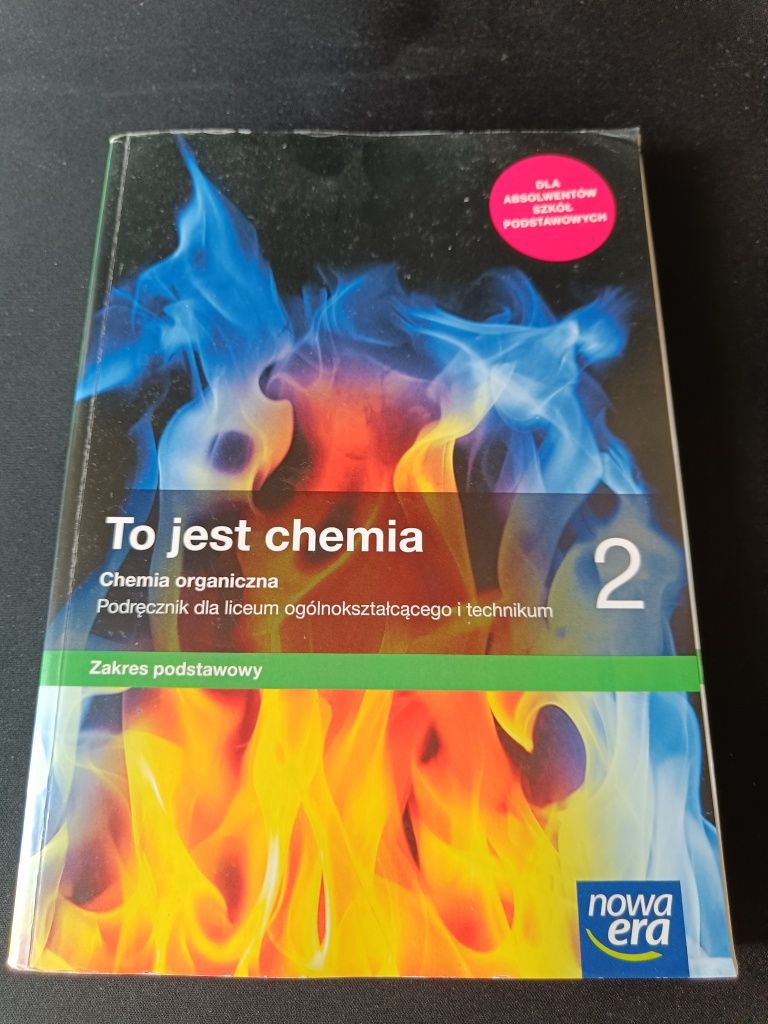 DLA
ABSOLWENTÓW
SZKÓŁ
PODSTAWOWYCH
To jest chemia
2
Chemia organiczna
Podręcznik dla liceum ogólnokształcącego i technikum
Zakres podstawowy
nowa
era